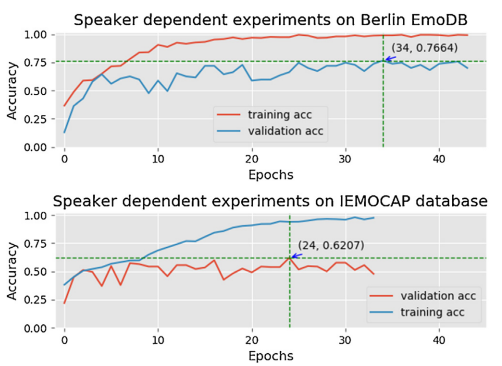 Speaker dependent experiments on Berlin EmoDB
1.00
0.75
0.50
0.25
0.00
Accuracy
(34, 0.7664)
training acc
validation acc
0 10 20 30 40
Epochs
Speaker dependent experiments on IEMOCAP database
1.00
0.75
0.50
0.25
0.00
Accuracy
(24, 0.6207)
validation acc
training acc
0 10 20 30 40
Epochs